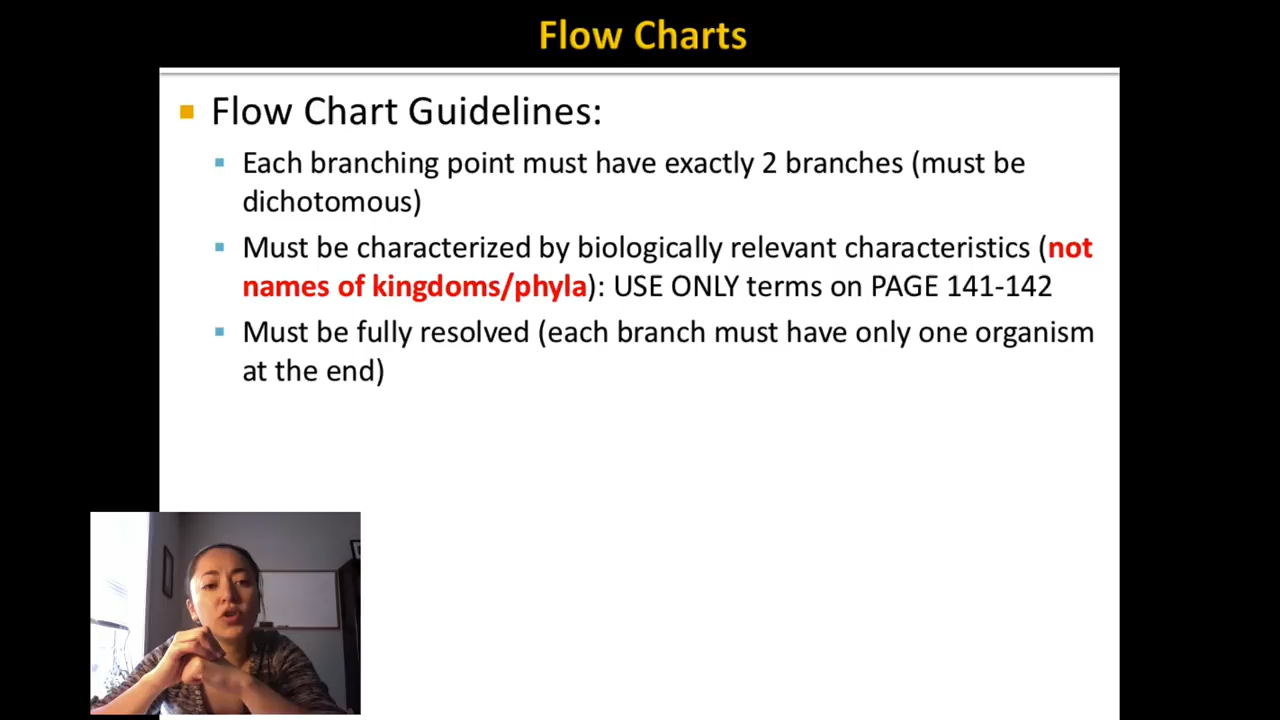 Flow Charts
Flow Chart Guidelines:
Each branching point must have exactly 2 branches (must be
dichotomous)
Must be characterized by biologically relevant characteristics (not
names of kingdoms/phyla): USE ONLY terms on PAGE 141-142
Must be fully resolved (each branch must have only one organism
at the end)